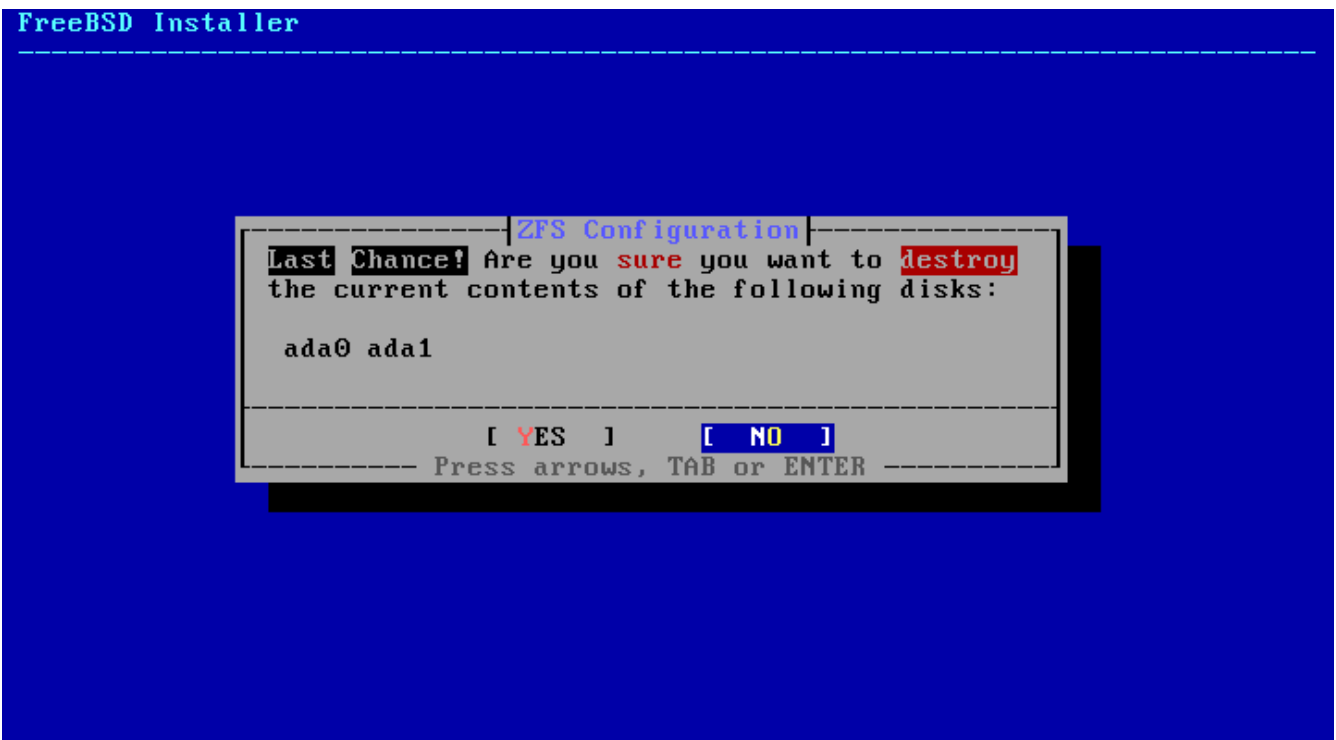 FreeBSD Installer
ZFS Configuration
Last Chance! Are you sure you want to destroy
the current contents of the following disks:
ada0 ada1
[ YES ] [ NO ]
Press arrows, TAB or ENTER